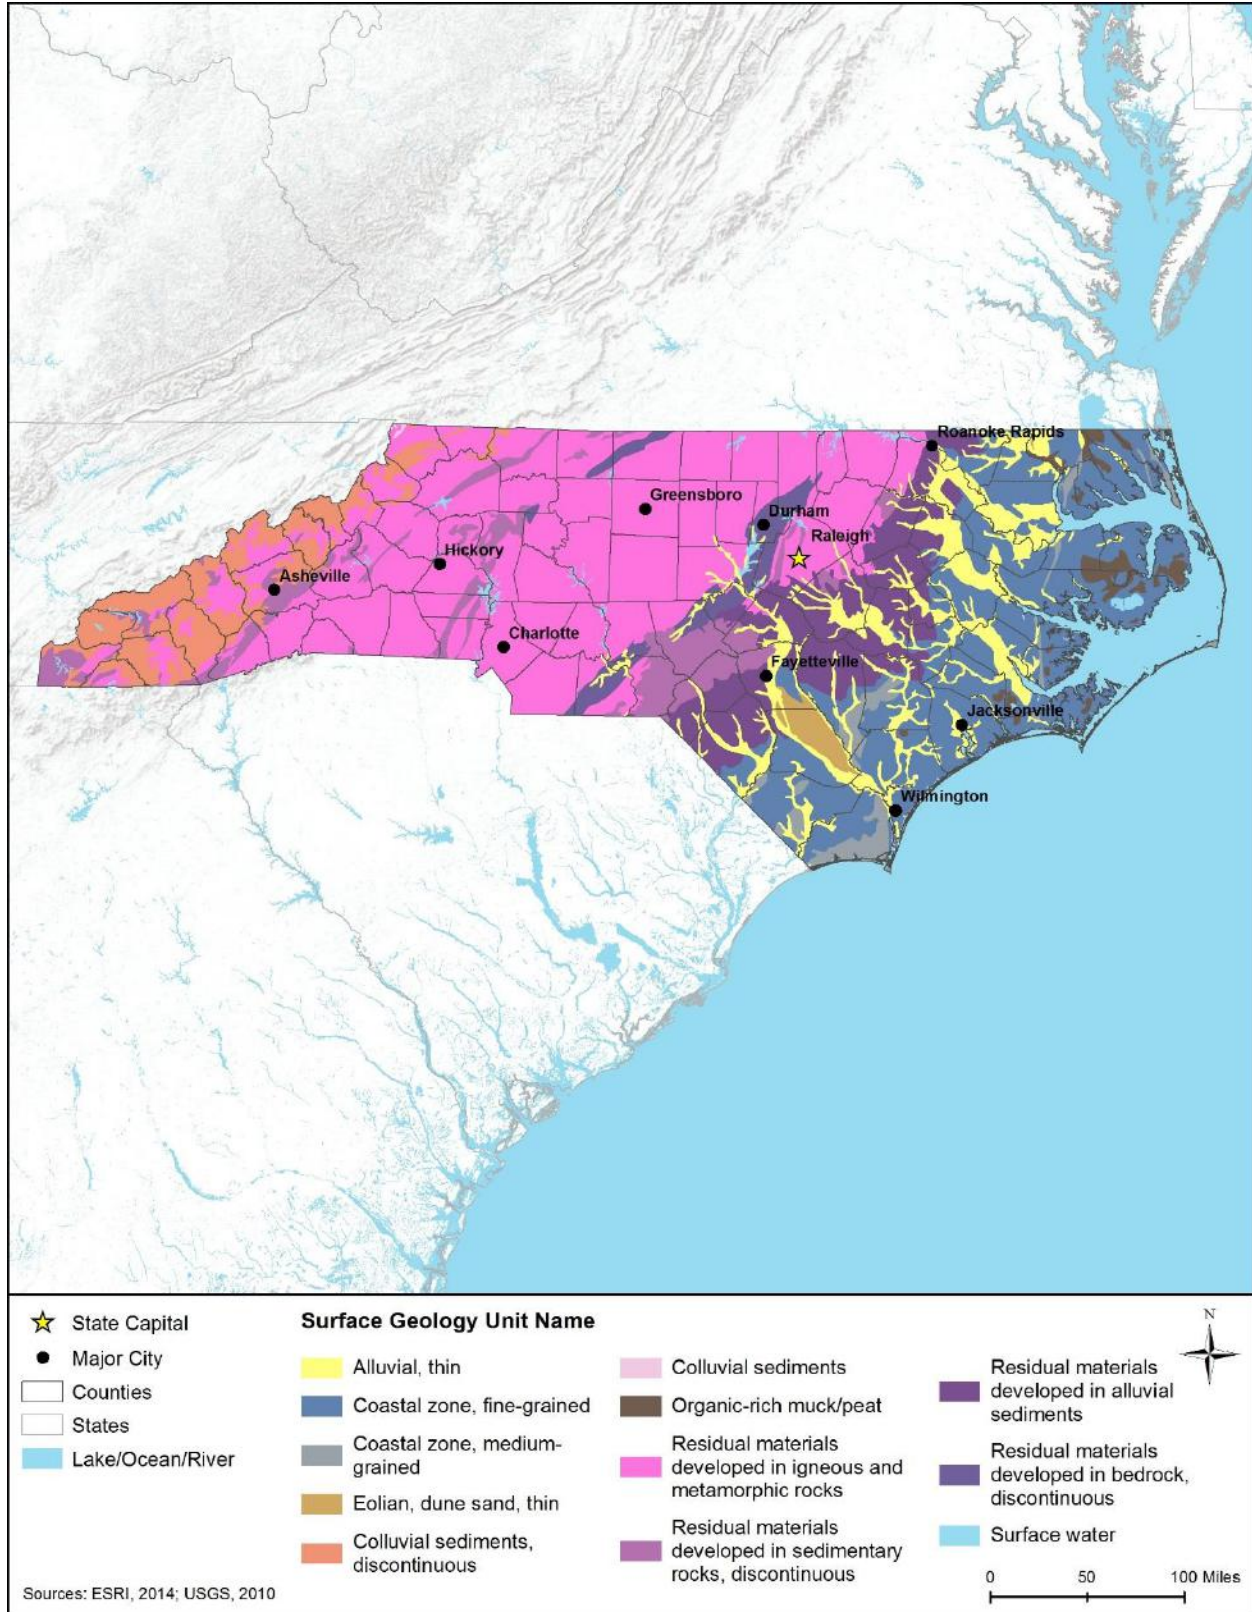 Roanoke Rapids
Greensboro
Durham
Raleigh
Hickory
Asheville
Charlotte
Fayetteville
Jacksonville
Wilmington
State Capital
Major City
Counties
States
Lake/Ocean/River
Surface Geology Unit Name
Alluvial, thin
Coastal zone, fine-grained
Coastal zone, medium-
grained
Eolian, dune sand, thin
Colluvial sediments,
discontinuous
Colluvial sediments
Organic-rich muck/peat
Residual materials
developed in igneous and
metamorphic rocks
Residual materials
developed in sedimentary
rocks, discontinuous
N
Residual materials
developed in alluvial
sediments
Residual materials
developed in bedrock,
discontinuous
Surface water
0 50 100 Miles
Sources: ESRI, 2014; USGS, 2010